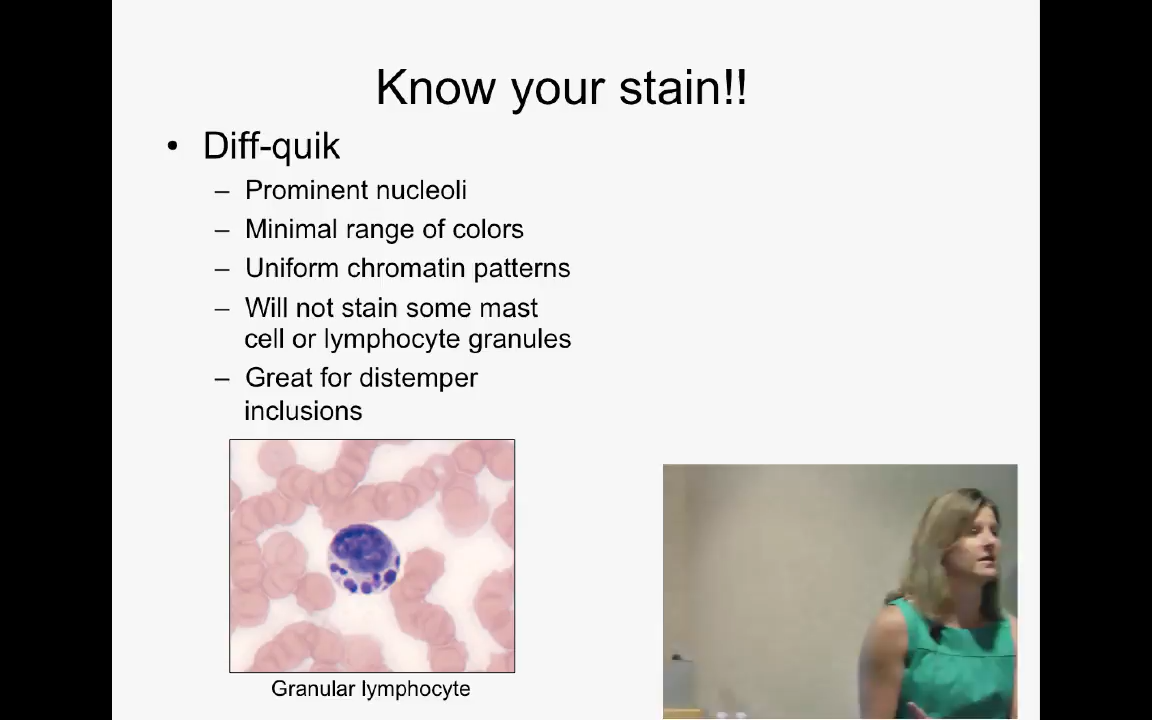 Know your stain!!
• Diff-quik
– Prominent nucleoli
– Minimal range of colors
– Uniform chromatin patterns
– Will not stain some mast
cell or lymphocyte granules
– Great for distemper
inclusions
Granular lymphocyte